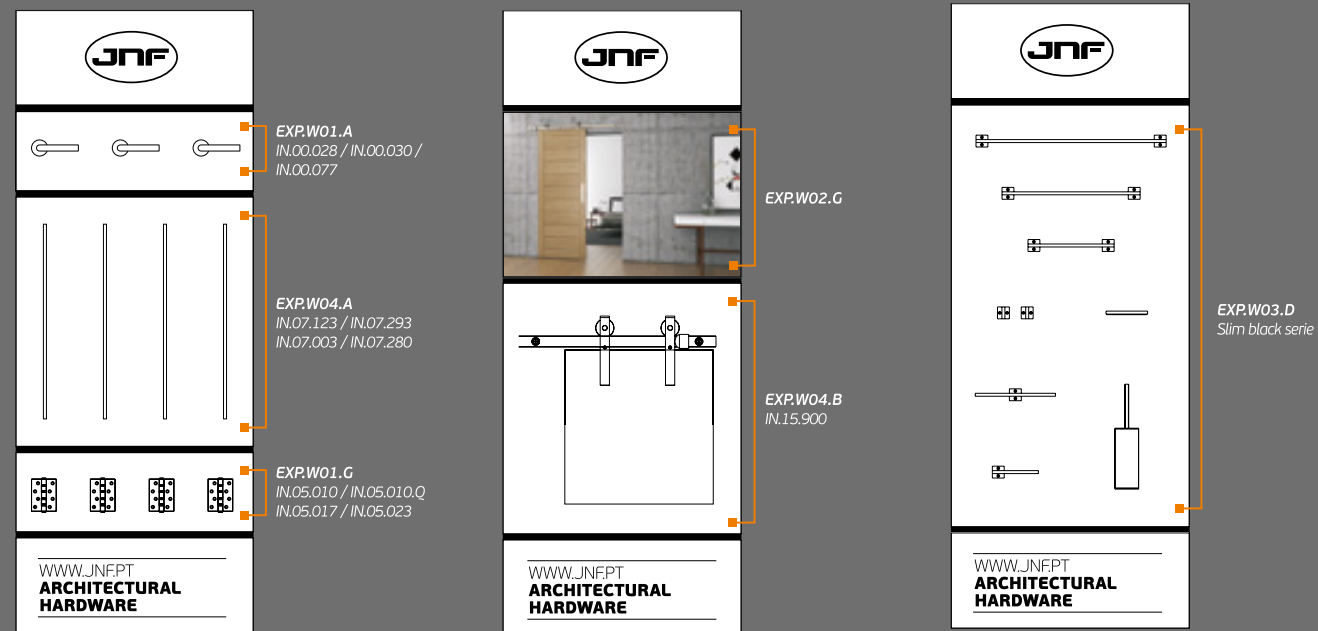 JNF
EXP.W01.A
IN.00.028 / IN.00.030 /
IN.00.077
EXP.W04.A
IN.07.123 / IN.07.293
IN.07.003 / IN.07.280
EXP.W01.G
IN.05.010 / IN.05.010.Q
IN.05.017 / IN.05.023
WWW.JNF.PT
ARCHITECTURAL
HARDWARE
JNF
EXP.W02.G
EXP.W04.B
IN.15.900
WWW.JNF.PT
ARCHITECTURAL
HARDWARE
JNF
EXP.W03.D
Slim black serie
WWW.JNF.PT
ARCHITECTURAL
HARDWARE